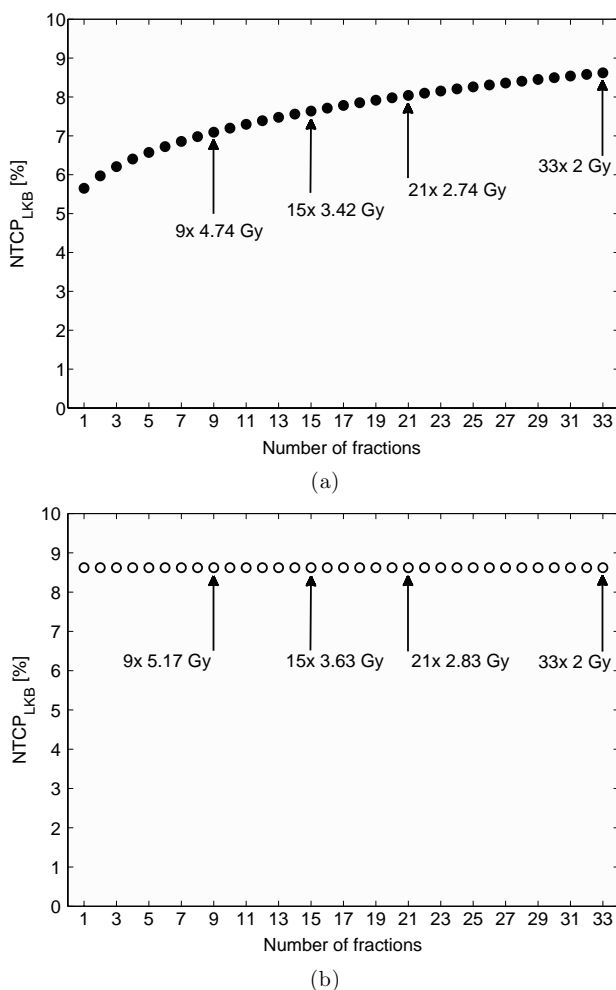 10
9
8
7
6
5
4
3
2
1
0
NTCP_LKB [%]
9x 4.74 Gy
15x 3.42 Gy
21x 2.74 Gy
33x 2 Gy
1 3 5 7 9 11 13 15 17 19 21 23 25 27 29 31 33
Number of fractions
(a)
10
9
8
7
6
5
4
3
2
1
0
NTCP_LKB [%]
9x 5.17 Gy
15x 3.63 Gy
21x 2.83 Gy
33x 2 Gy
1 3 5 7 9 11 13 15 17 19 21 23 25 27 29 31 33
Number of fractions
(b)